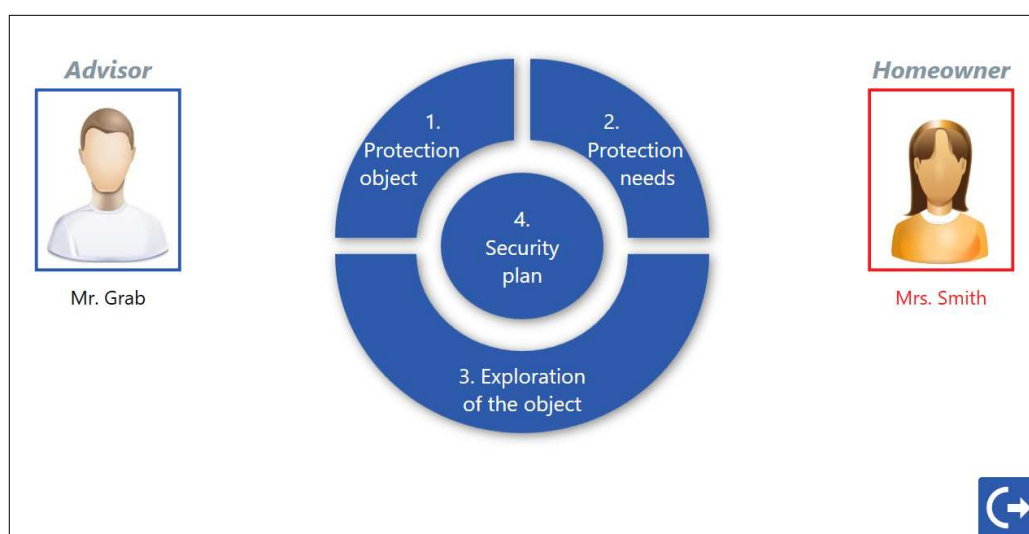 Advisor
Homeowner
1.
Protection
object
2.
Protection
needs
4.
Security
plan
Mr. Grab
Mrs. Smith
3. Exploration
of the object